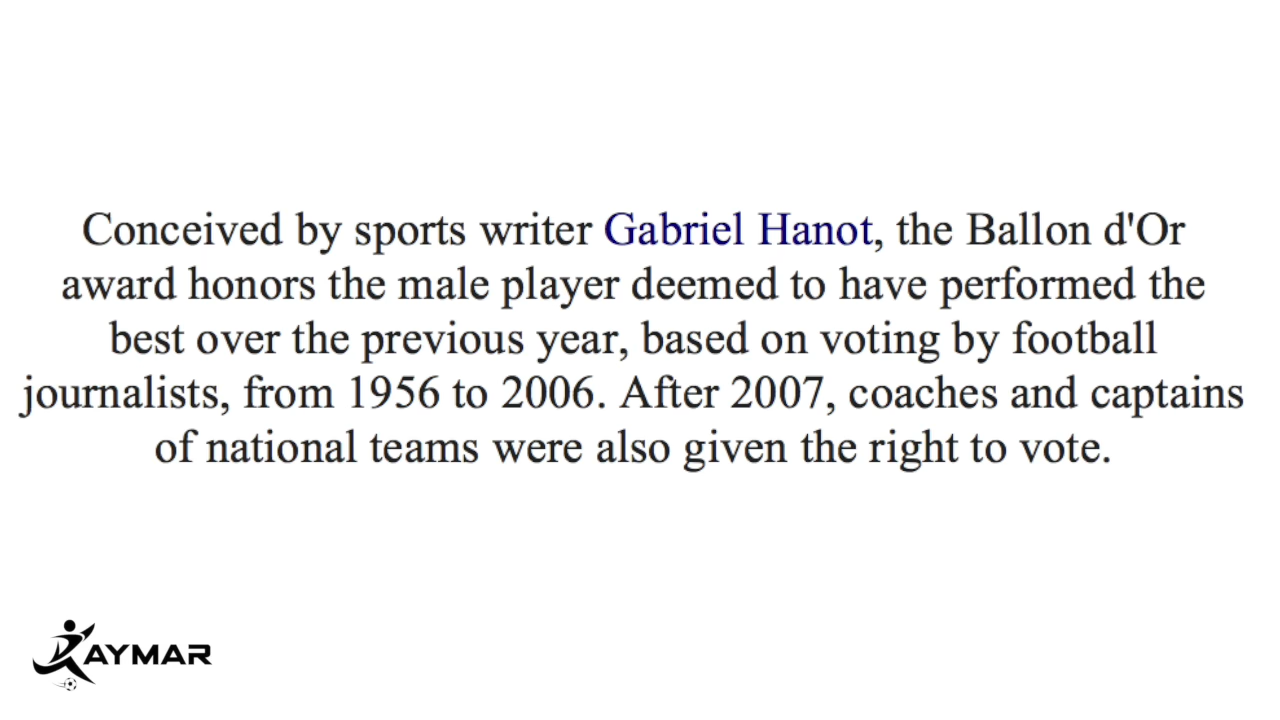 Conceived by sports writer Gabriel Hanot, the Ballon d'Or
award honors the male player deemed to have performed the
best over the previous year, based on voting by football
journalists, from 1956 to 2006. After 2007, coaches and captains
of national teams were also given the right to vote.
KAYMAR